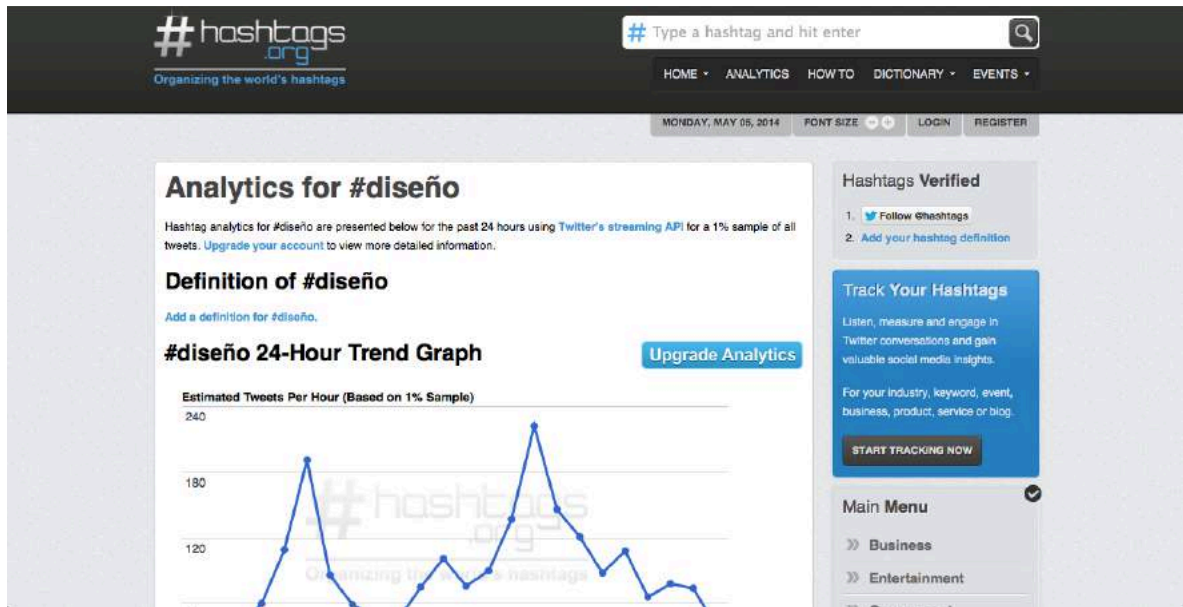 # hashtags
.org
Organizing the world's hashtags
# Type a hashtag and hit enter
HOME ANALYTICS HOW TO DICTIONARY EVENTS
MONDAY, MAY 05, 2014 FONT SIZE - + LOGIN REGISTER
Analytics for #diseño
Hashtag analytics for #diseño are presented below for the past 24 hours using Twitter's streaming API for a 1% sample of all
tweets. Upgrade your account to view more detailed information.
Definition of #diseño
Add a definition for #diseño.
#diseño 24-Hour Trend Graph
Upgrade Analytics
Estimated Tweets Per Hour (Based on 1% Sample)
240
180
120
# hashtags
.org
Organizing the world's hashtags
Hashtags Verified
1. Follow @hashtags
2. Add your hashtag definition
Track Your Hashtags
Listen, measure and engage in
Twitter conversations and gain
valuable social media insights.
For your industry, keyword, event,
business, product, service or blog.
START TRACKING NOW
Main Menu
» Business
» Entertainment